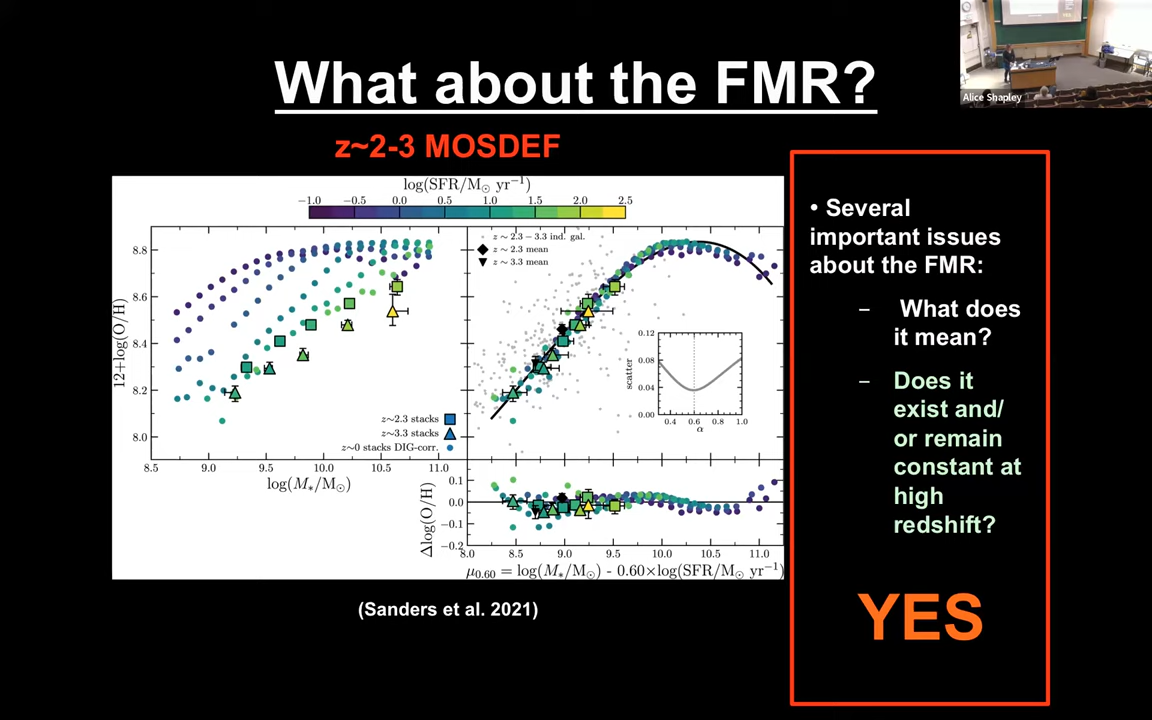 What about the FMR?
Alice Shapley
z~2-3 MOSDEF
log(SFR/M⊙ yr⁻¹)
−1.0 −0.5 0.0 0.5 1.0 1.5 2.0 2.5
z ∼ 2.3 − 3.3 ind. gal.
z ∼ 2.3 mean
z ∼ 3.3 mean
12+log(O/H)
8.8
8.6
8.4
8.2
8.0
z~2.3 stacks
z~3.3 stacks
z~0 stacks DIG-corr.
8.5 9.0 9.5 10.0 10.5 11.0
log(M*/M⊙)
scatter
0.12
0.08
0.04
0.00
0.4 0.6 0.8 1.0
α
Δlog(O/H)
0.1
0.0
−0.1
−0.2
8.0 8.5 9.0 9.5 10.0 10.5 11.0
μ0.60 = log(M*/M⊙) - 0.60×log(SFR/M⊙ yr⁻¹)
(Sanders et al. 2021)
• Several
important issues
about the FMR:
– What does
it mean?
– Does it
exist and/
or remain
constant at
high
redshift?
YES